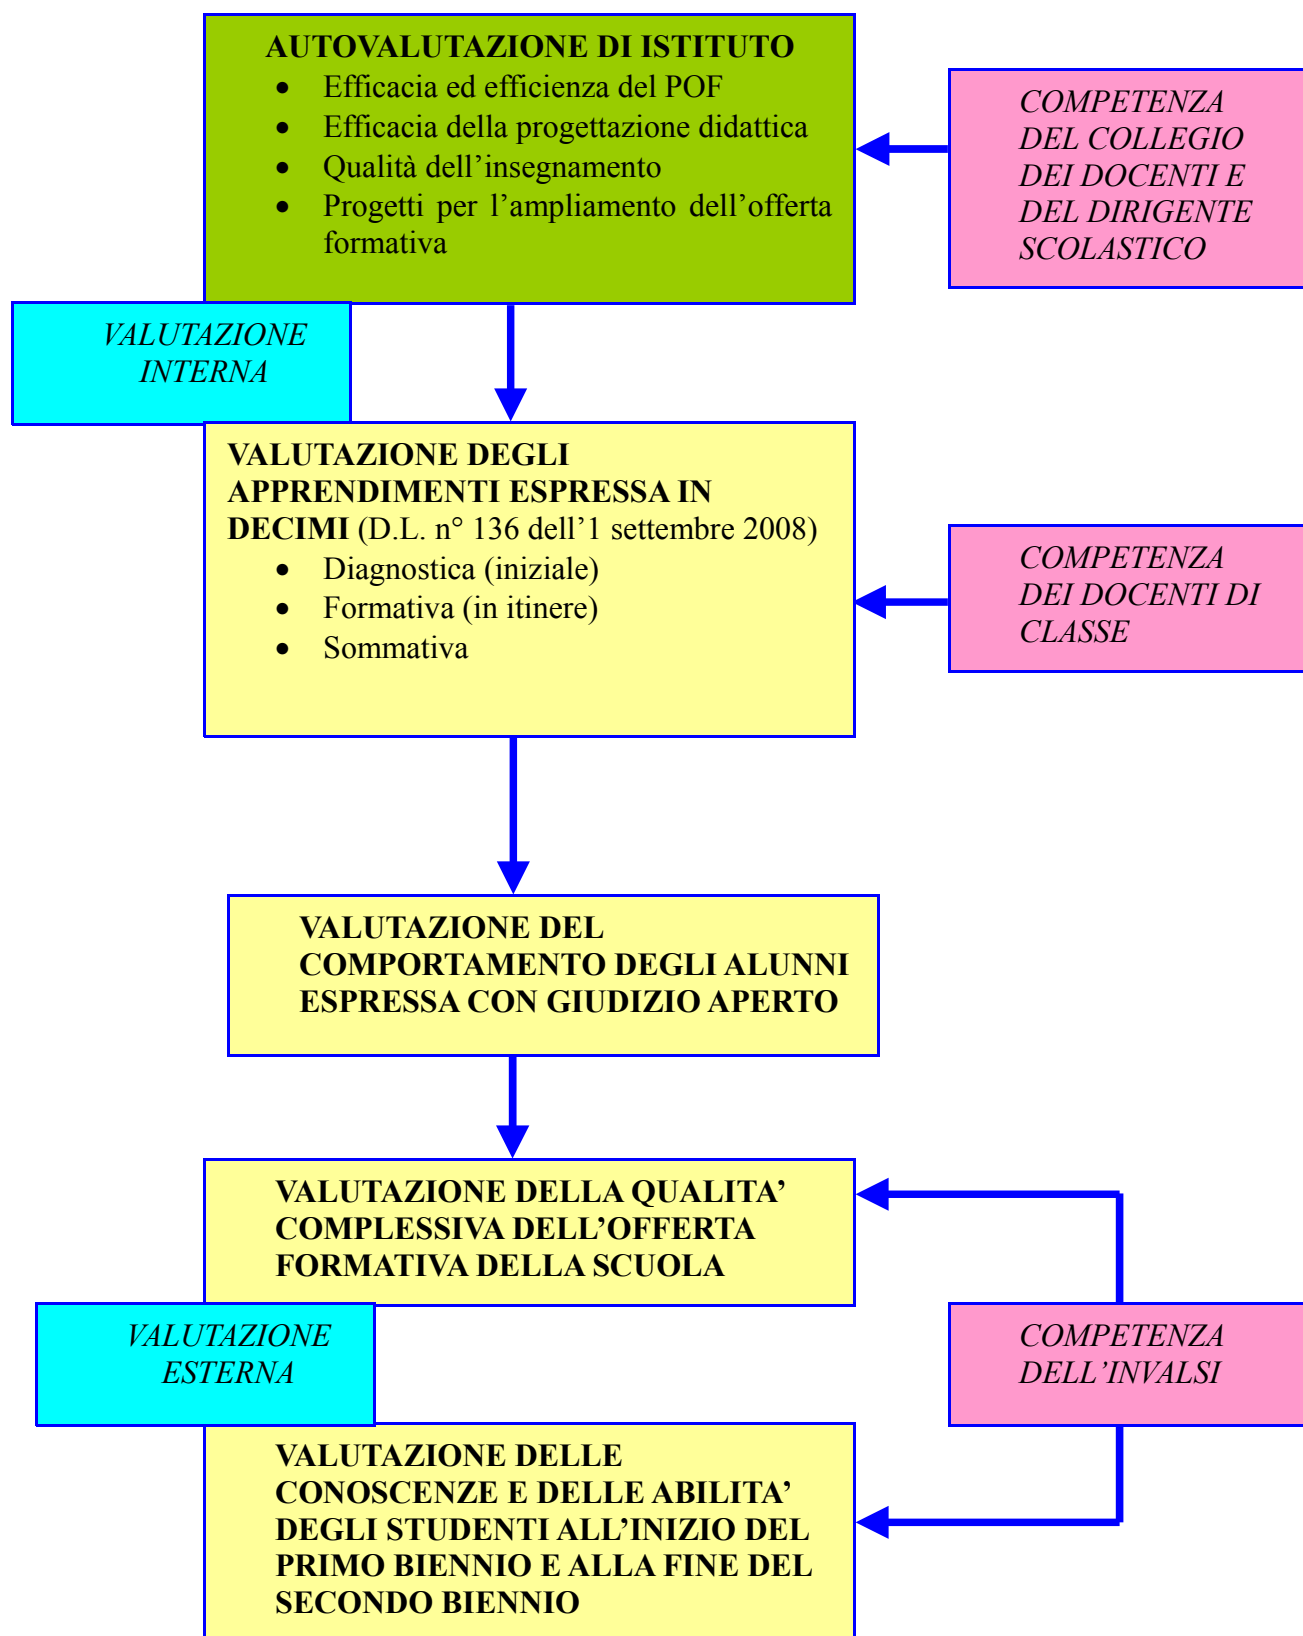 AUTOVALUTAZIONE DI ISTITUTO
• Efficacia ed efficienza del POF
• Efficacia della progettazione didattica
• Qualità dell’insegnamento
• Progetti per l’ampliamento dell’offerta
formativa
COMPETENZA
DEL COLLEGIO
DEI DOCENTI E
DEL DIRIGENTE
SCOLASTICO
VALUTAZIONE
INTERNA
VALUTAZIONE DEGLI
APPRENDIMENTI ESPRESSA IN
DECIMI (D.L. n° 136 dell’1 settembre 2008)
• Diagnostica (iniziale)
• Formativa (in itinere)
• Sommativa
COMPETENZA
DEI DOCENTI DI
CLASSE
VALUTAZIONE DEL
COMPORTAMENTO DEGLI ALUNNI
ESPRESSA CON GIUDIZIO APERTO
VALUTAZIONE DELLA QUALITA’
COMPLESSIVA DELL’OFFERTA
FORMATIVA DELLA SCUOLA
VALUTAZIONE
ESTERNA
COMPETENZA
DELL’INVALSI
VALUTAZIONE DELLE
CONOSCENZE E DELLE ABILITA’
DEGLI STUDENTI ALL’INIZIO DEL
PRIMO BIENNIO E ALLA FINE DEL
SECONDO BIENNIO